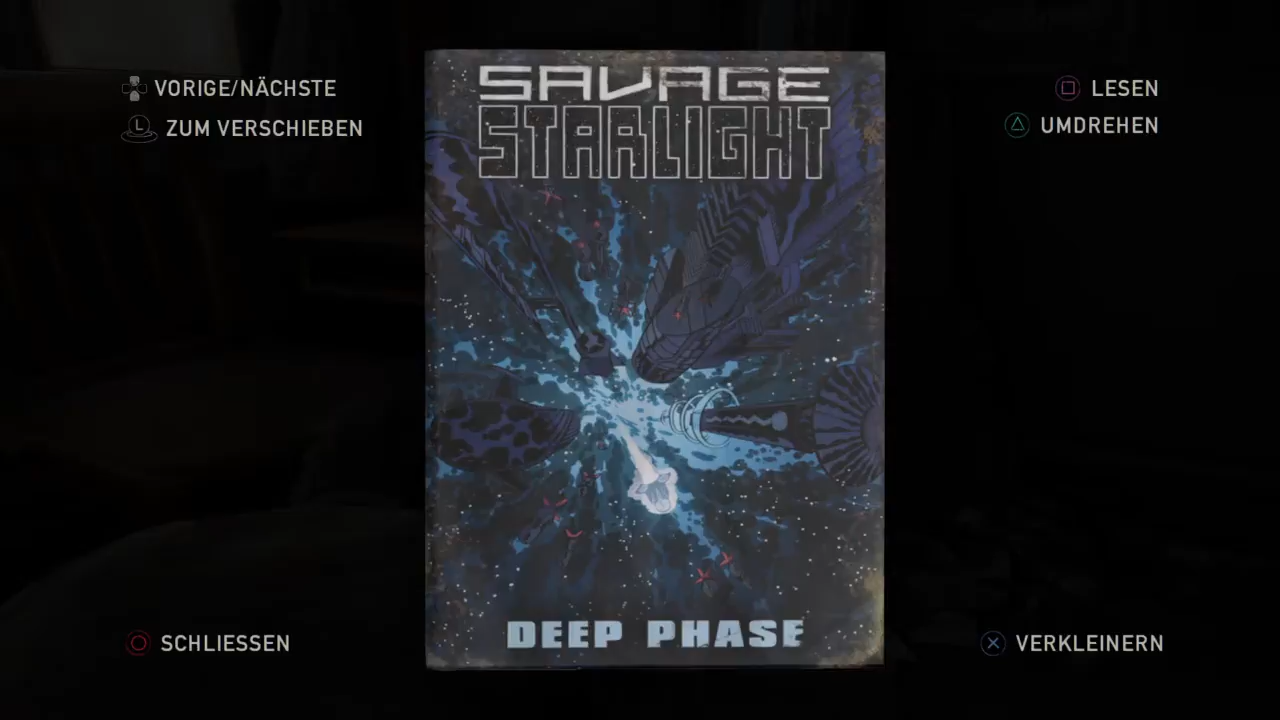 SAVAGE
STARLIGHT
VORIGE/NÄCHSTE
L ZUM VERSCHIEBEN
LESEN
UMDREHEN
DEEP PHASE
SCHLIESSEN
VERKLEINERN